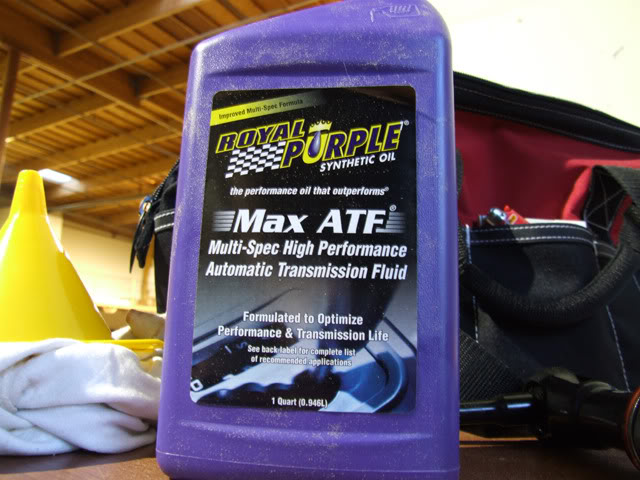 Improved Multi-Spec Formula
ROYAL
PURPLE®
SYNTHETIC OIL
the performance oil that outperforms®
MAX ATF®
Multi-Spec High Performance
Automatic Transmission Fluid
Formulated to Optimize
Performance & Transmission Life
See back label for complete list
of recommended applications.
1 Quart (0.946L)